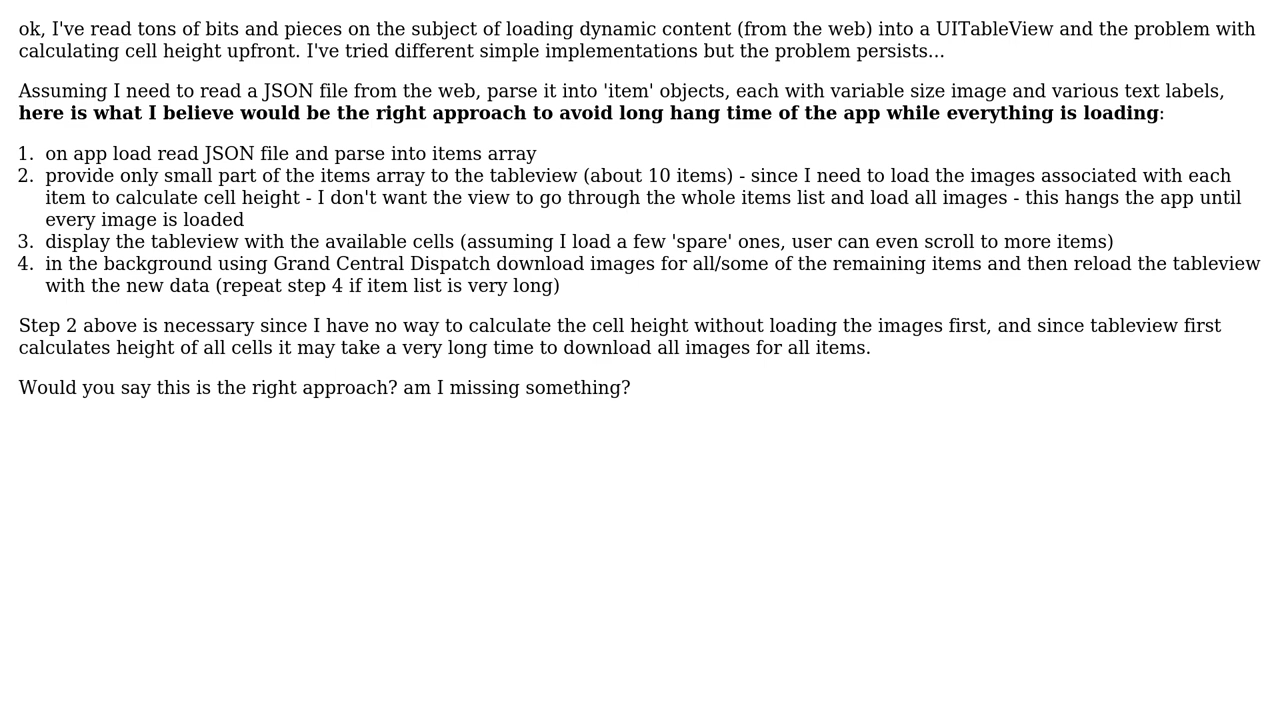 ok, I've read tons of bits and pieces on the subject of loading dynamic content (from the web) into a UITableView and the problem with
calculating cell height upfront. I've tried different simple implementations but the problem persists...
Assuming I need to read a JSON file from the web, parse it into 'item' objects, each with variable size image and various text labels,
here is what I believe would be the right approach to avoid long hang time of the app while everything is loading:
1. on app load read JSON file and parse into items array
2. provide only small part of the items array to the tableview (about 10 items) - since I need to load the images associated with each
item to calculate cell height - I don't want the view to go through the whole items list and load all images - this hangs the app until
every image is loaded
3. display the tableview with the available cells (assuming I load a few 'spare' ones, user can even scroll to more items)
4. in the background using Grand Central Dispatch download images for all/some of the remaining items and then reload the tableview
with the new data (repeat step 4 if item list is very long)
Step 2 above is necessary since I have no way to calculate the cell height without loading the images first, and since tableview first
calculates height of all cells it may take a very long time to download all images for all items.
Would you say this is the right approach? am I missing something?